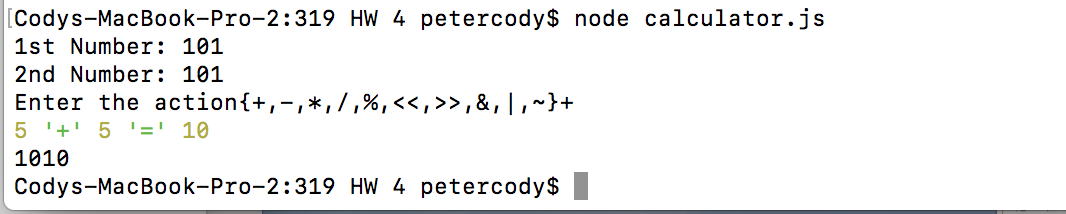 [Codys-MacBook-Pro-2:319 HW 4 petercody$ node calculator.js
1st Number: 101
2nd Number: 101
Enter the action{+,-,*,/,%,<<,>>,&,|,~}+
5 '+' 5 '=' 10
1010
Codys-MacBook-Pro-2:319 HW 4 petercody$